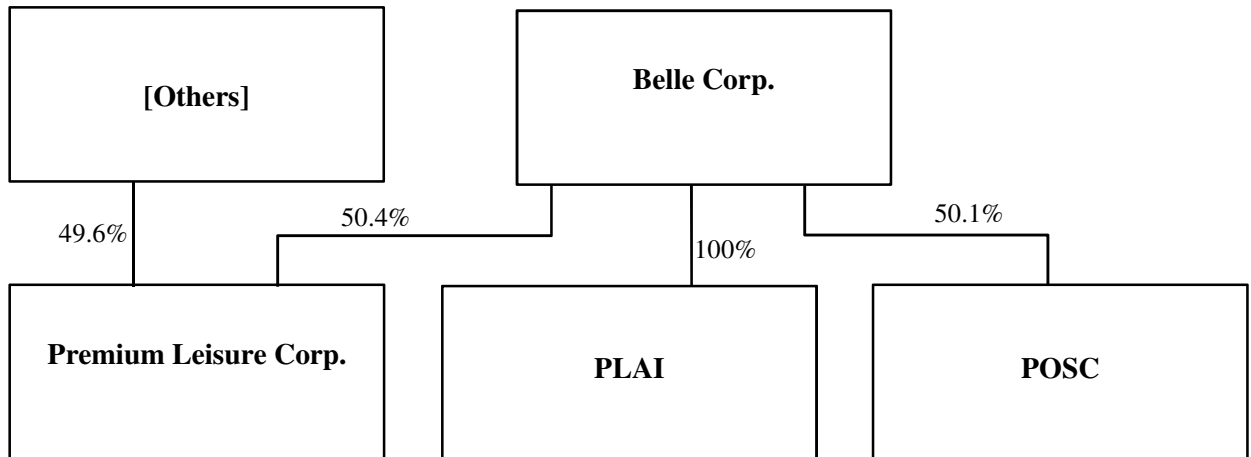 [Others]
Belle Corp.
49.6%
50.4%
100%
50.1%
Premium Leisure Corp.
PLAI
POSC